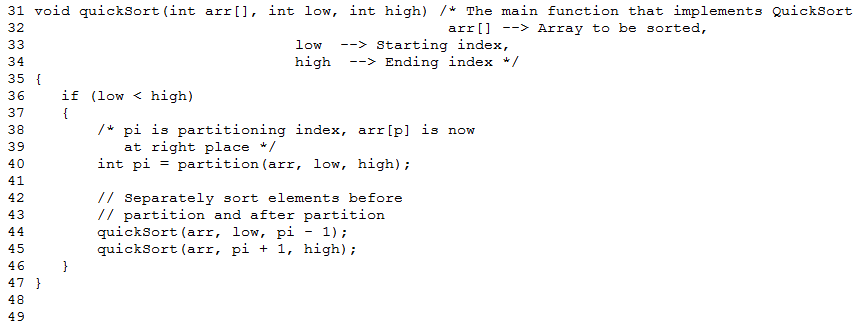 31 void quickSort(int arr[], int low, int high) /* The main function that implements QuickSort
32                                               arr[] --> Array to be sorted,
33                              low  --> Starting index,
34                              high  --> Ending index */
35 {
36    if (low < high)
37    {
38        /* pi is partitioning index, arr[p] is now
39           at right place */
40        int pi = partition(arr, low, high);
41
42        // Separately sort elements before
43        // partition and after partition
44        quickSort(arr, low, pi - 1);
45        quickSort(arr, pi + 1, high);
46    }
47 }
48
49